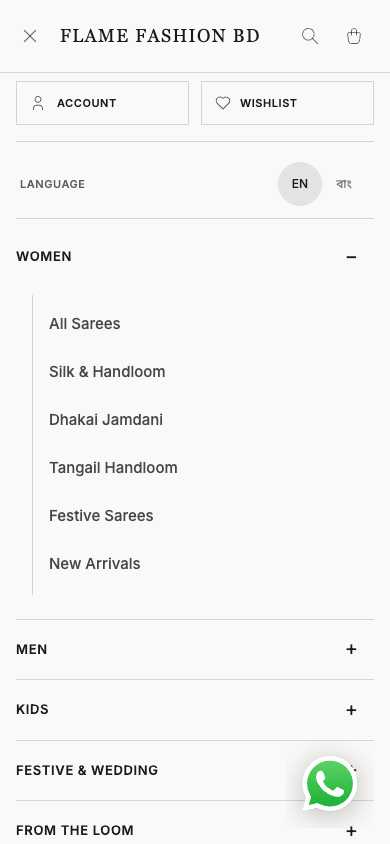 FLAME FASHION BD
ACCOUNT
WISHLIST
LANGUAGE
EN
বাং
WOMEN
−
All Sarees
Silk & Handloom
Dhakai Jamdani
Tangail Handloom
Festive Sarees
New Arrivals
MEN
+
KIDS
+
FESTIVE & WEDDING
FROM THE LOOM
+